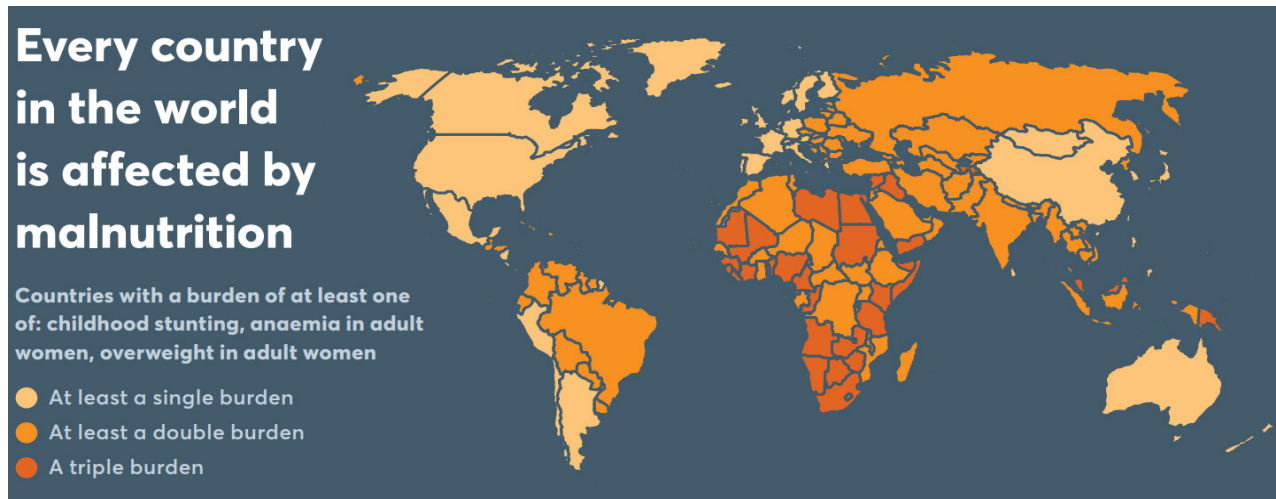 Every country
in the world
is affected by
malnutrition
Countries with a burden of at least one
of: childhood stunting, anaemia in adult
women, overweight in adult women
At least a single burden
At least a double burden
A triple burden